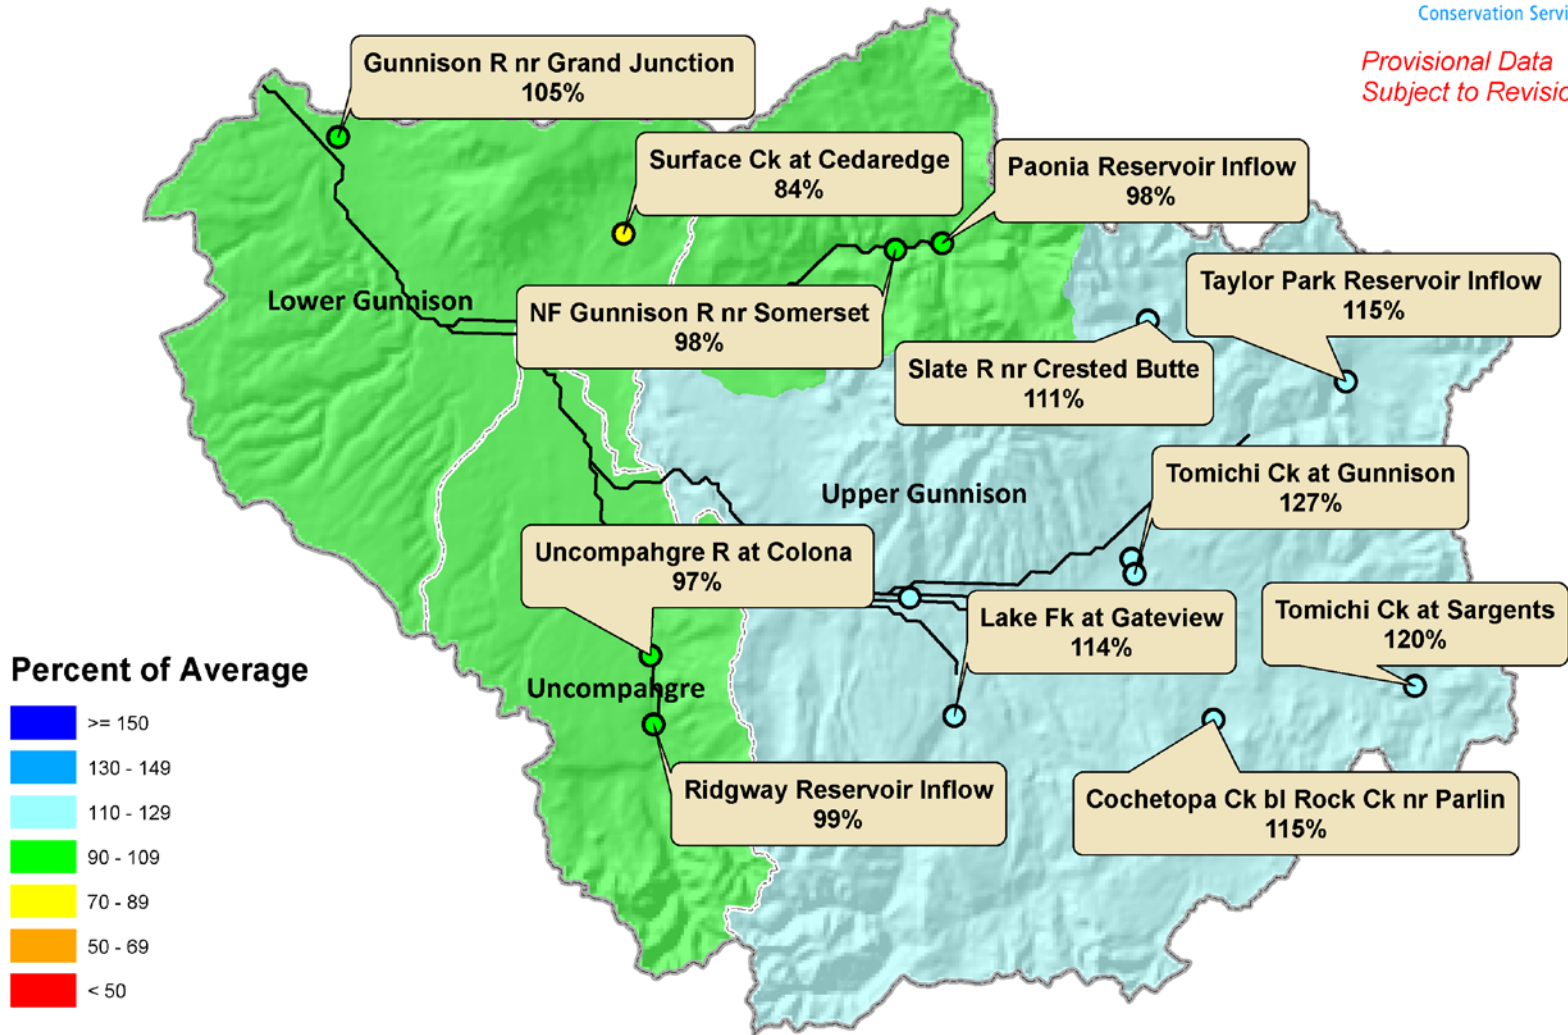 Conservation Servi
Provisional Data
Subject to Revisio
Gunnison R nr Grand Junction
105%
Surface Ck at Cedaredge
84%
Paonia Reservoir Inflow
98%
Taylor Park Reservoir Inflow
115%
Lower Gunnison
NF Gunnison R nr Somerset
98%
Slate R nr Crested Butte
111%
Tomichi Ck at Gunnison
127%
Upper Gunnison
Uncompahgre R at Colona
97%
Lake Fk at Gateview
114%
Tomichi Ck at Sargents
120%
Uncompahgre
Ridgway Reservoir Inflow
99%
Cochetopa Ck bl Rock Ck nr Parlin
115%
Percent of Average
>= 150
130 - 149
110 - 129
90 - 109
70 - 89
50 - 69
< 50